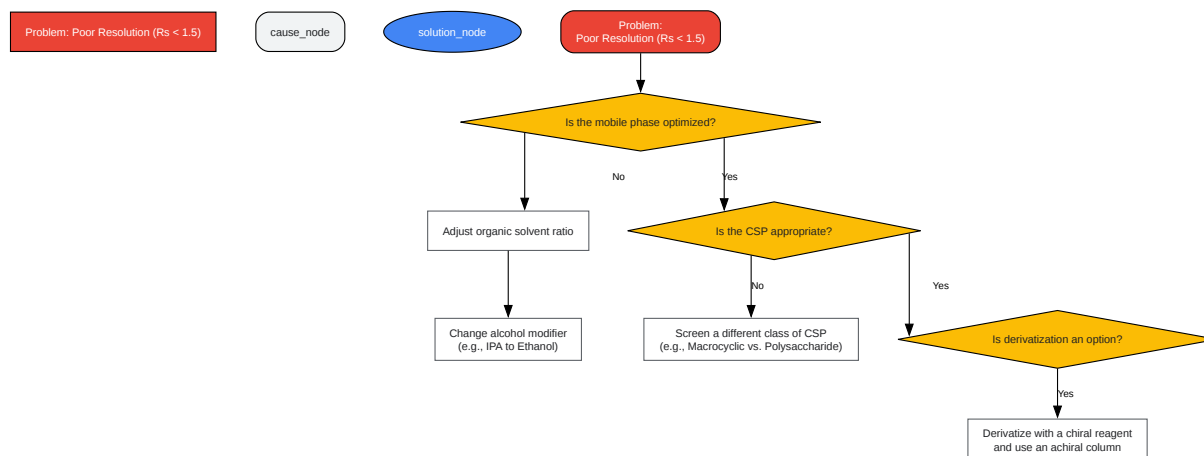 Problem: Poor Resolution (Rs < 1.5)
cause_node
solution_node
Problem:
Poor Resolution (Rs < 1.5)
Is the mobile phase optimized?
No
Yes
Adjust organic solvent ratio
Is the CSP appropriate?
No
Yes
Change alcohol modifier
(e.g., IPA to Ethanol)
Screen a different class of CSP
(e.g., Macrocyclic vs. Polysaccharide)
Is derivatization an option?
Yes
Derivatize with a chiral reagent
and use an achiral column